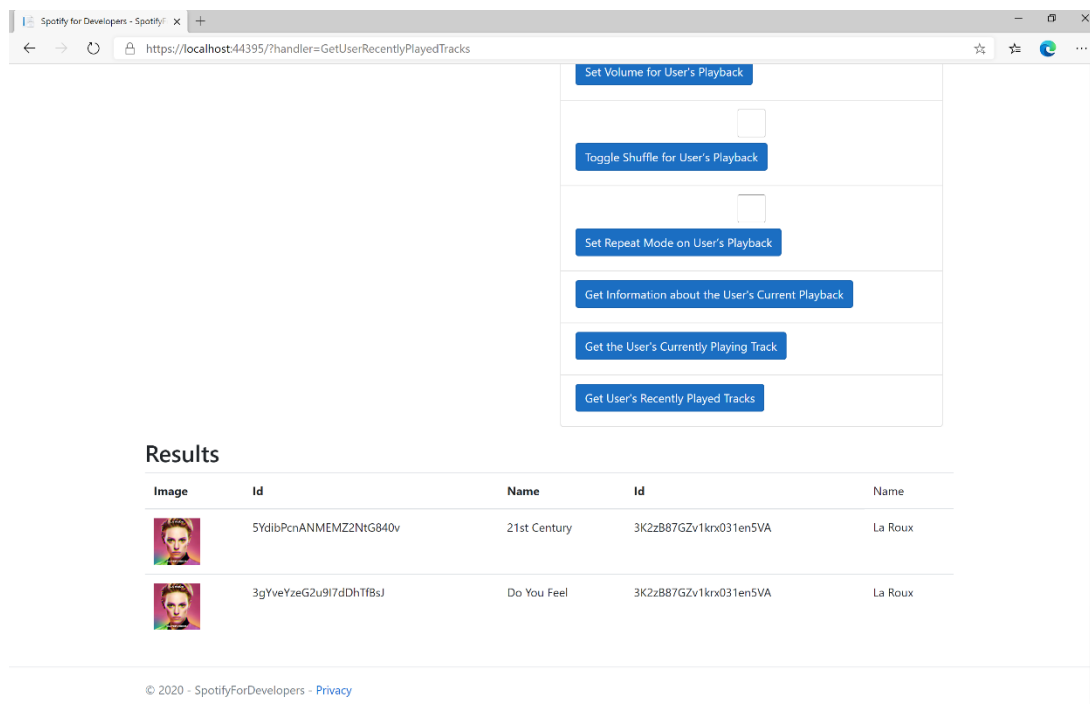 Spotify for Developers - Spotify
https://localhost:44395/?handler=GetUserRecentlyPlayedTracks
Set Volume for User's Playback
Toggle Shuffle for User's Playback
Set Repeat Mode on User's Playback
Get Information about the User's Current Playback
Get the User's Currently Playing Track
Get User's Recently Played Tracks
Results
Image Id Name Id Name
5YdibPcnANMEMZ2NtG840v 21st Century 3K2zB87GZv1krx031en5VA La Roux
3gYveYzeG2u9I7dDhTfBsJ Do You Feel 3K2zB87GZv1krx031en5VA La Roux
© 2020 - SpotifyForDevelopers - Privacy